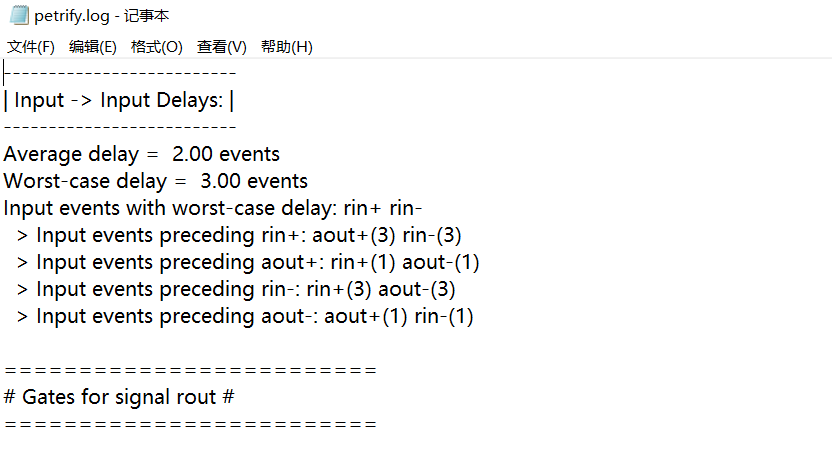 petrify.log - 记事本
文件(F) 编辑(E) 格式(O) 查看(V) 帮助(H)
--------------------------
| Input -> Input Delays: |
--------------------------
Average delay =  2.00 events
Worst-case delay =  3.00 events
Input events with worst-case delay: rin+ rin-
  > Input events preceding rin+: aout+(3) rin-(3)
  > Input events preceding aout+: rin+(1) aout-(1)
  > Input events preceding rin-: rin+(3) aout-(3)
  > Input events preceding aout-: aout+(1) rin-(1)
==========================
# Gates for signal rout #
==========================